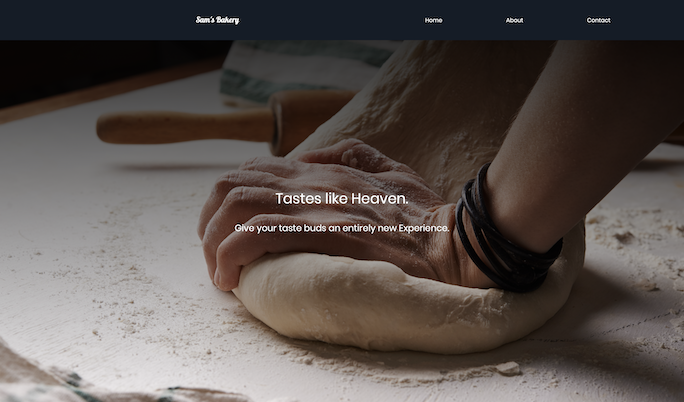 Sam's Bakery
Home
About
Contact
Tastes like Heaven.
Give your taste buds an entirely new Experience.